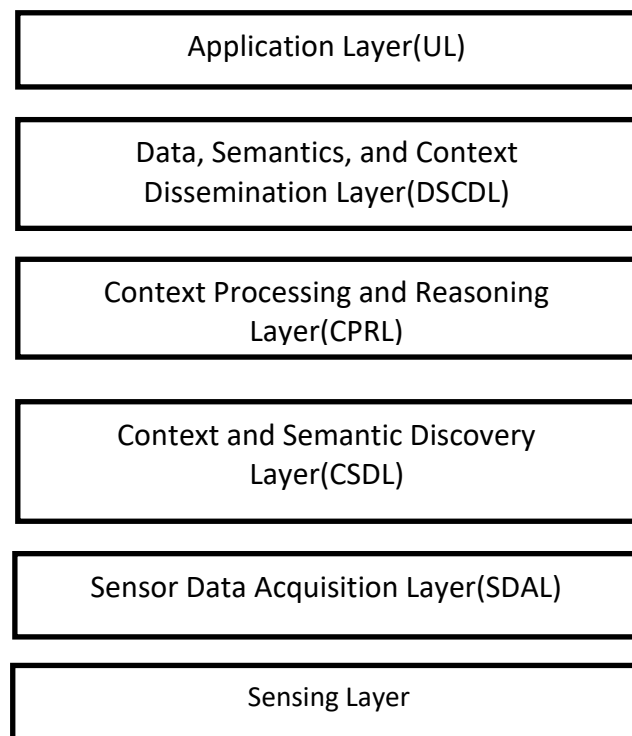 Application Layer(UL)
Data, Semantics, and Context
Dissemination Layer(DSCDL)
Context Processing and Reasoning
Layer(CPRL)
Context and Semantic Discovery
Layer(CSDL)
Sensor Data Acquisition Layer(SDAL)
Sensing Layer